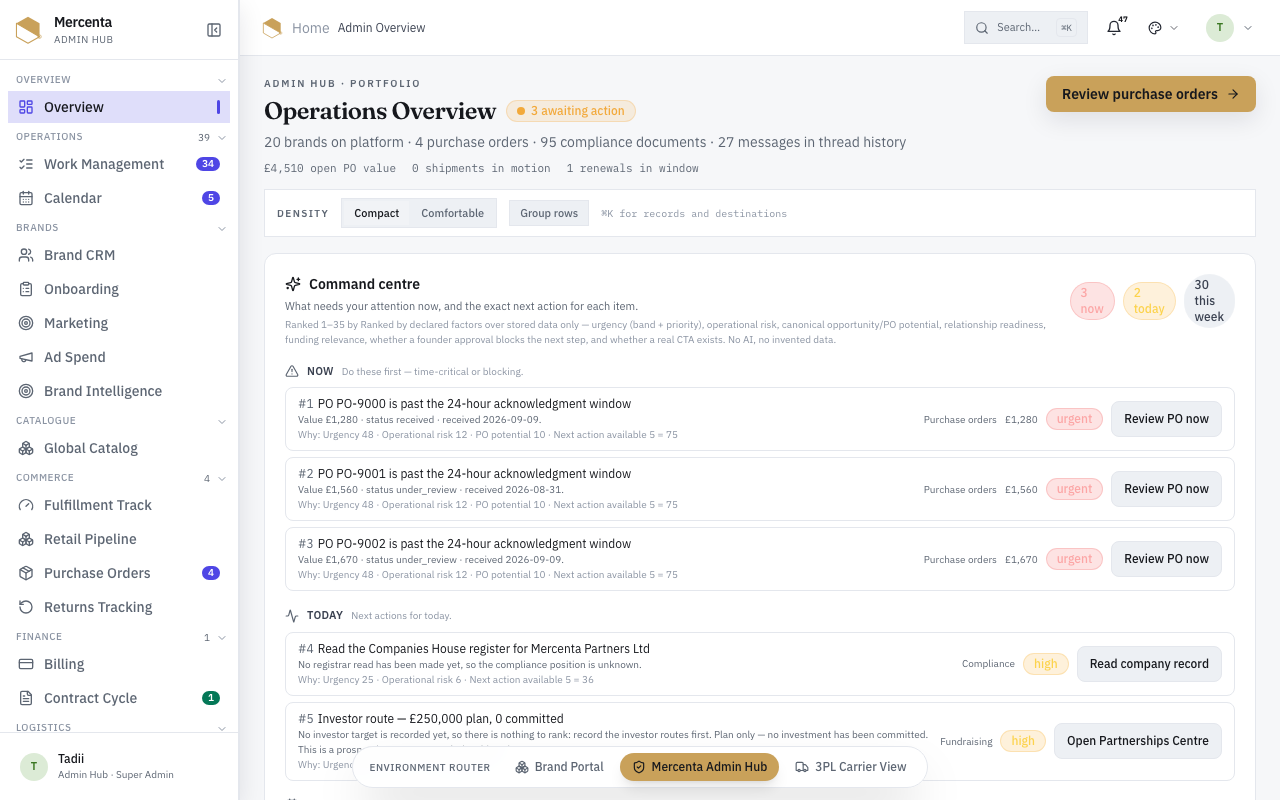 Mercenta
ADMIN HUB
OVERVIEW
Overview
OPERATIONS 39
Work Management 34
Calendar 5
BRANDS
Brand CRM
Onboarding
Marketing
Ad Spend
Brand Intelligence
CATALOGUE
Global Catalog
COMMERCE 4
Fulfillment Track
Retail Pipeline
Purchase Orders 4
Returns Tracking
FINANCE 1
Billing
Contract Cycle 1
LOGISTICS
T
Tadii
Admin Hub · Super Admin
Home Admin Overview
Search... ⌘K
47
T
ADMIN HUB · PORTFOLIO
Operations Overview
3 awaiting action
Review purchase orders
20 brands on platform · 4 purchase orders · 95 compliance documents · 27 messages in thread history
£4,510 open PO value 0 shipments in motion 1 renewals in window
DENSITY Compact Comfortable Group rows ⌘K for records and destinations
Command centre
What needs your attention now, and the exact next action for each item.
Ranked 1–35 by Ranked by declared factors over stored data only — urgency (band + priority), operational risk, canonical opportunity/PO potential, relationship readiness,
funding relevance, whether a founder approval blocks the next step, and whether a real CTA exists. No AI, no invented data.
3 now
2 today
30 this week
NOW Do these first — time-critical or blocking.
#1 PO PO-9000 is past the 24-hour acknowledgment window
Value £1,280 · status received · received 2026-09-09.
Why: Urgency 48 · Operational risk 12 · PO potential 10 · Next action available 5 = 75
Purchase orders £1,280 urgent Review PO now
#2 PO PO-9001 is past the 24-hour acknowledgment window
Value £1,560 · status under_review · received 2026-08-31.
Why: Urgency 48 · Operational risk 12 · PO potential 10 · Next action available 5 = 75
Purchase orders £1,560 urgent Review PO now
#3 PO PO-9002 is past the 24-hour acknowledgment window
Value £1,670 · status under_review · received 2026-09-09.
Why: Urgency 48 · Operational risk 12 · PO potential 10 · Next action available 5 = 75
Purchase orders £1,670 urgent Review PO now
TODAY Next actions for today.
#4 Read the Companies House register for Mercenta Partners Ltd
No registrar read has been made yet, so the compliance position is unknown.
Why: Urgency 25 · Operational risk 6 · Next action available 5 = 36
Compliance high Read company record
#5 Investor route — £250,000 plan, 0 committed
No investor target is recorded yet, so there is nothing to rank: record the investor routes first. Plan only — no investment has been committed.
This is a
Why:
Fundraising high Open Partnerships Centre
ENVIRONMENT ROUTER Brand Portal Mercenta Admin Hub 3PL Carrier View